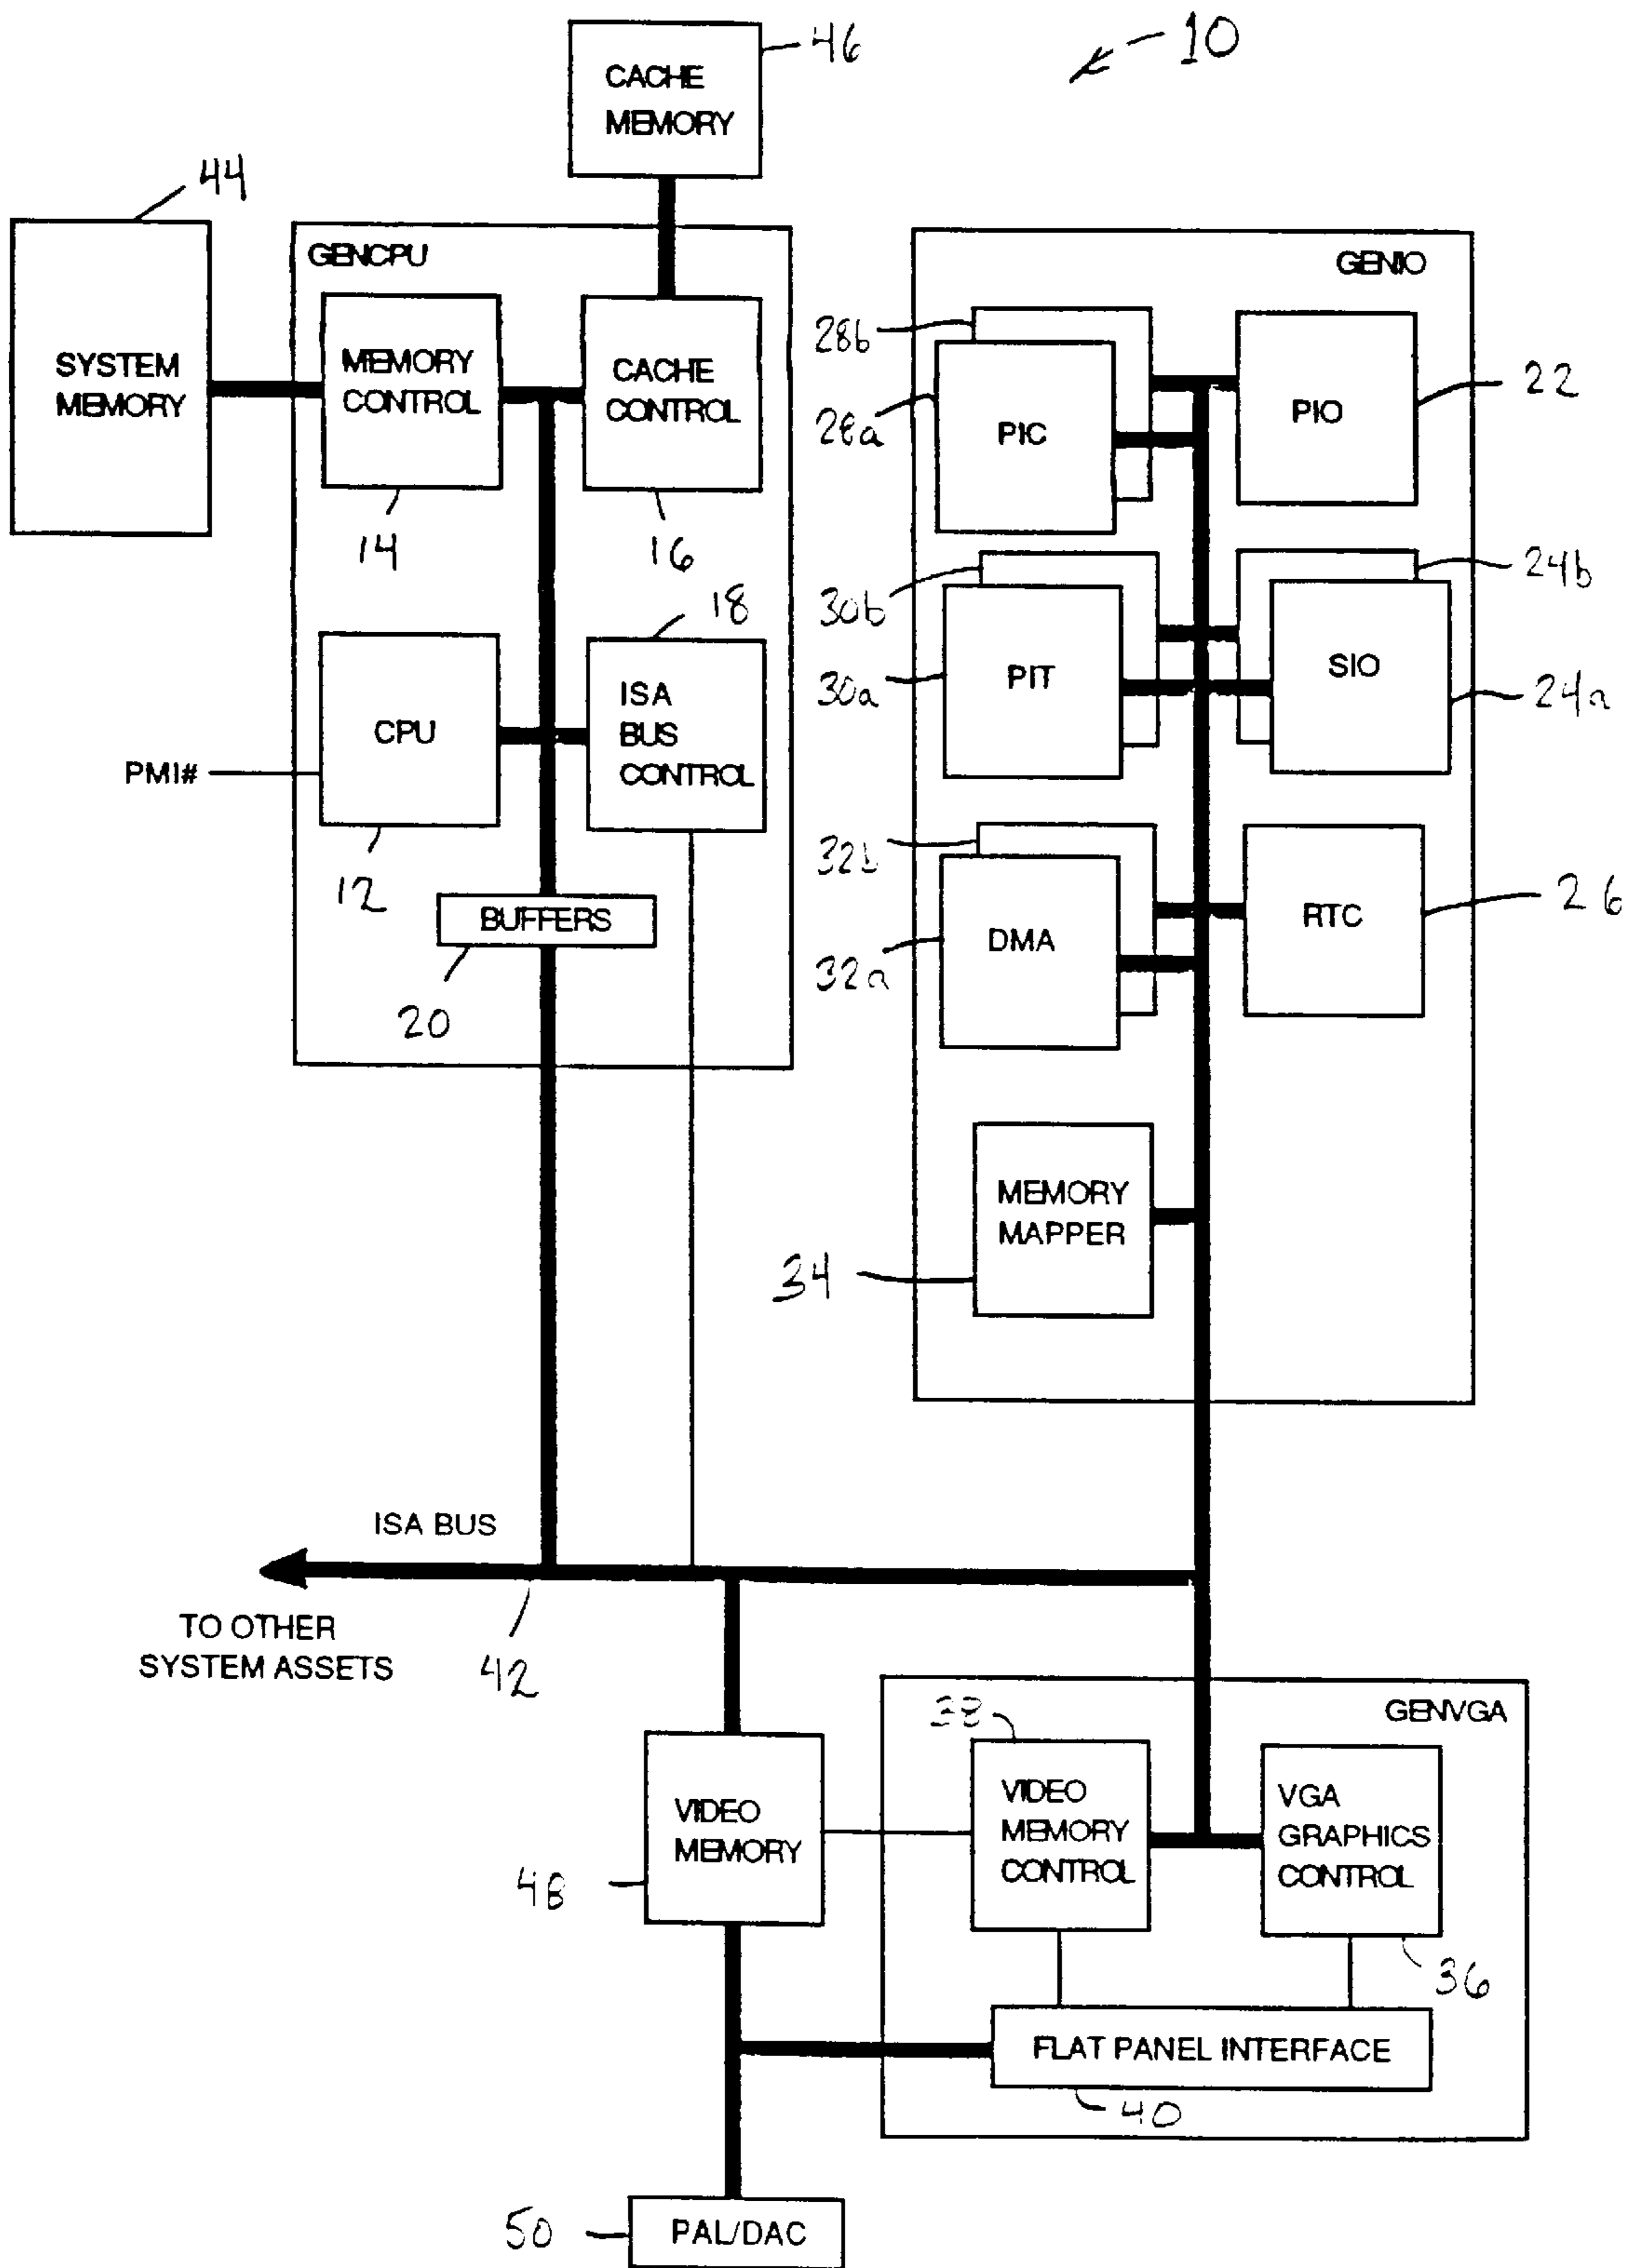 10
46
CACHE
MEMORY
44
SYSTEM
MEMORY
GENCPU
MEMORY
CONTROL
14
CACHE
CONTROL
16
CPU
PMI#
12
18
ISA
BUS
CONTROL
BUFFERS
20
GENIO
28b
28a
PIC
PIO
22
30b
30a
PIT
24b
SIO
24a
32b
32a
DMA
RTC
26
MEMORY
MAPPER
34
ISA BUS
TO OTHER
SYSTEM ASSETS
42
VIDEO
MEMORY
48
GENVGA
38
VIDEO
MEMORY
CONTROL
VGA
GRAPHICS
CONTROL
36
FLAT PANEL INTERFACE
40
50
PAL/DAC